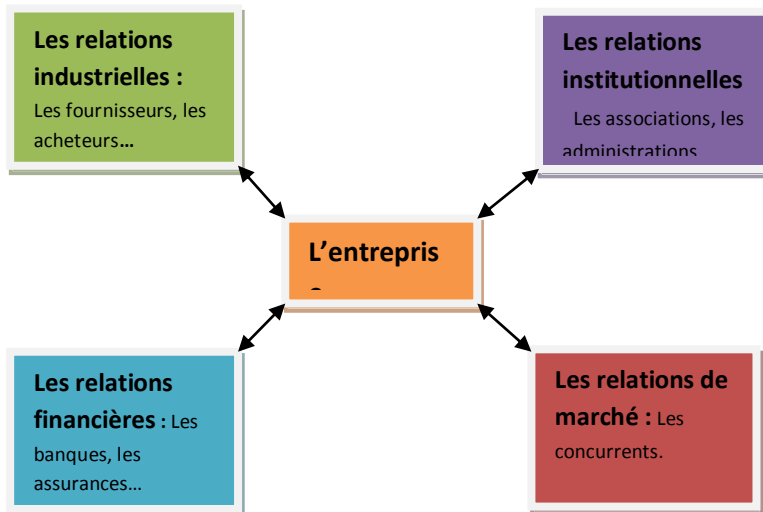 Les relations
industrielles :
Les fournisseurs, les
acheteurs...
Les relations
institutionnelles
Les associations, les
administrations
L'entrepris
Les relations
financières : Les
banques, les
assurances...
Les relations de
marché : Les
concurrents.